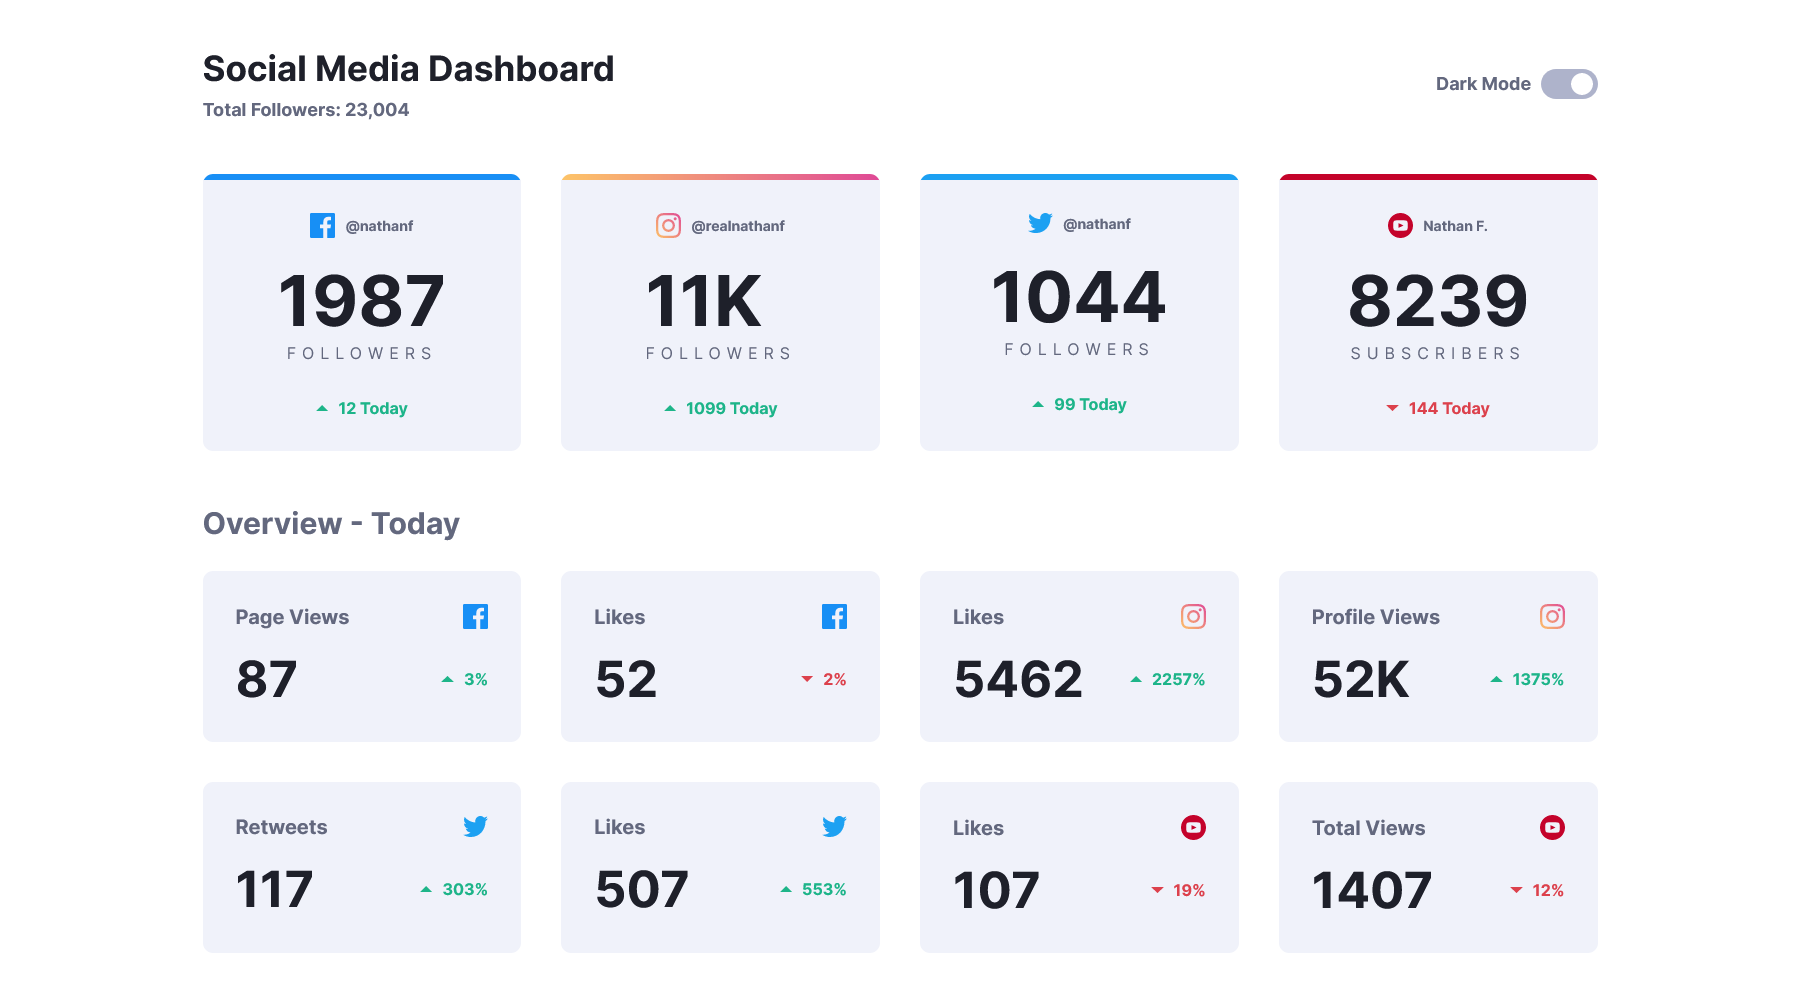 Social Media Dashboard
Total Followers: 23,004
Dark Mode
@nathanf
1987
FOLLOWERS
12 Today
@realnathanf
11K
FOLLOWERS
1099 Today
@nathanf
1044
FOLLOWERS
99 Today
Nathan F.
8239
SUBSCRIBERS
144 Today
Overview - Today
Page Views
87
3%
Likes
52
2%
Likes
5462
2257%
Profile Views
52K
1375%
Retweets
117
303%
Likes
507
553%
Likes
107
19%
Total Views
1407
12%